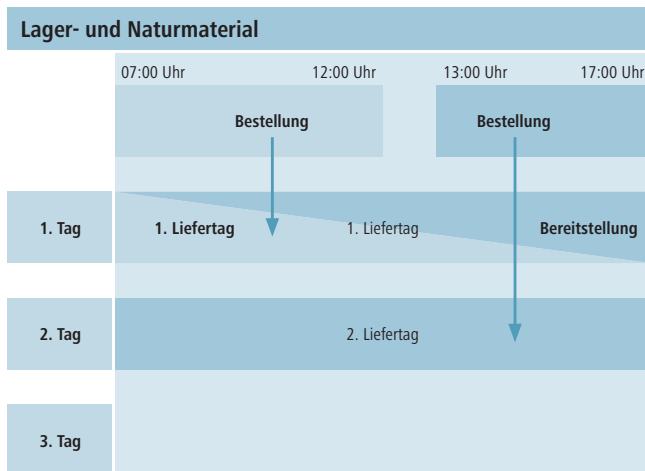 Lager- und Naturmaterial
07:00 Uhr 12:00 Uhr 13:00 Uhr 17:00 Uhr
Bestellung Bestellung
1. Tag 1. Liefertag 1. Liefertag Bereitstellung
2. Tag 2. Liefertag
3. Tag